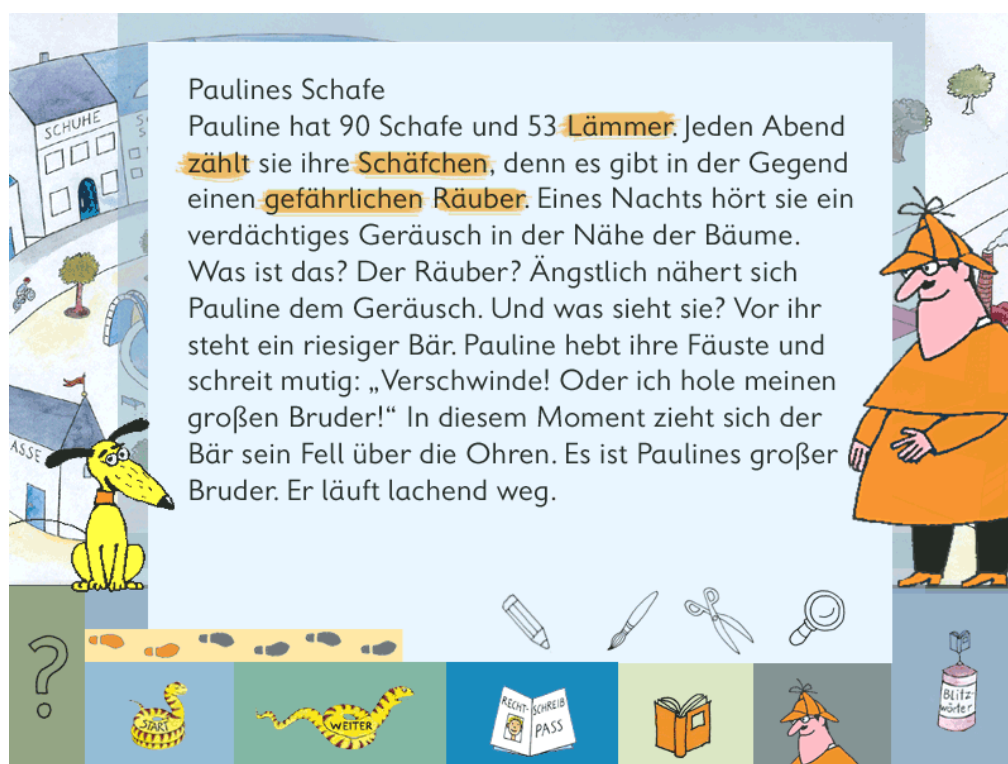 SCHUHE
Paulines Schafe
Pauline hat 90 Schafe und 53 Lämmer. Jeden Abend
zählt sie ihre Schäfchen, denn es gibt in der Gegend
einen gefährlichen Räuber. Eines Nachts hört sie ein
verdächtiges Geräusch in der Nähe der Bäume.
Was ist das? Der Räuber? Ängstlich nähert sich
Pauline dem Geräusch. Und was sieht sie? Vor ihr
steht ein riesiger Bär. Pauline hebt ihre Fäuste und
schreit mutig: „Verschwinde! Oder ich hole meinen
großen Bruder!“ In diesem Moment zieht sich der
Bär sein Fell über die Ohren. Es ist Paulines großer
Bruder. Er läuft lachend weg.
ASSE
?
START
WEITER
RECHT-SCHREIB
PASS
Blitz-
wörter